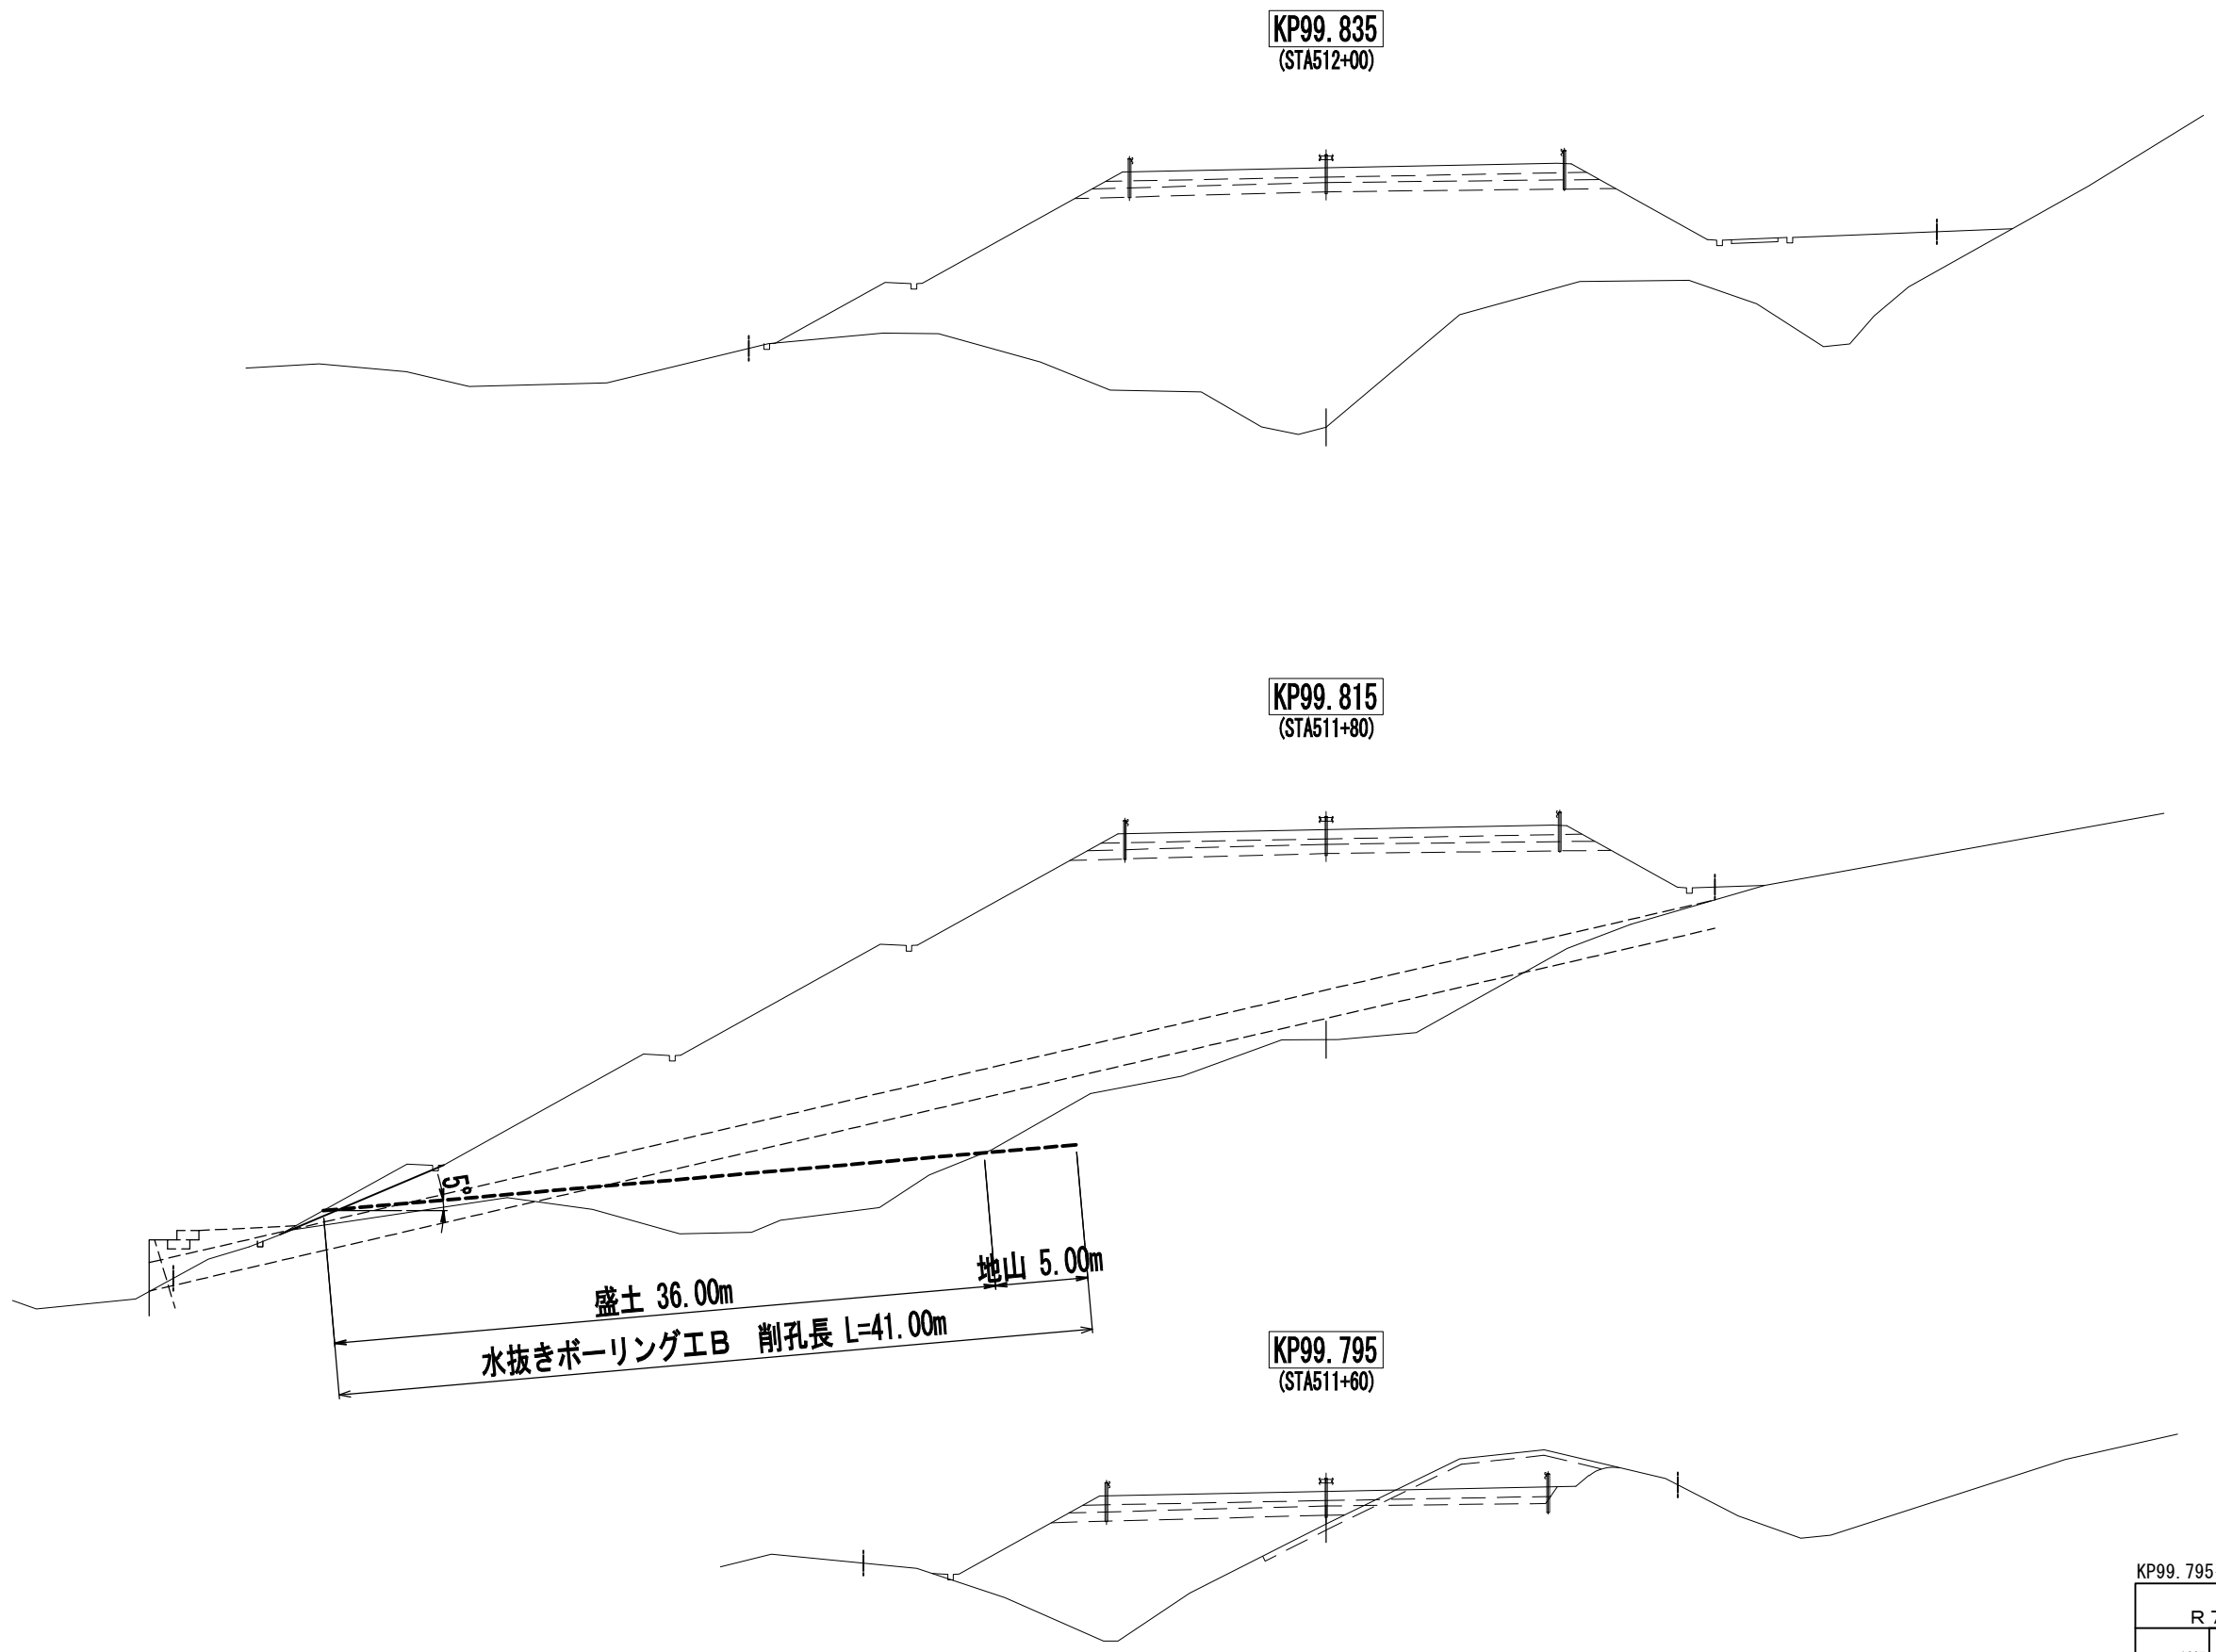 KP99.835
(STA512+00)
KP99.815
(STA511+80)
5°
地山 5.00m
盛土 36.00m
水抜きボーリング工B 削孔長 L=41.00m
KP99.795
(STA511+60)
KP99.795
R7